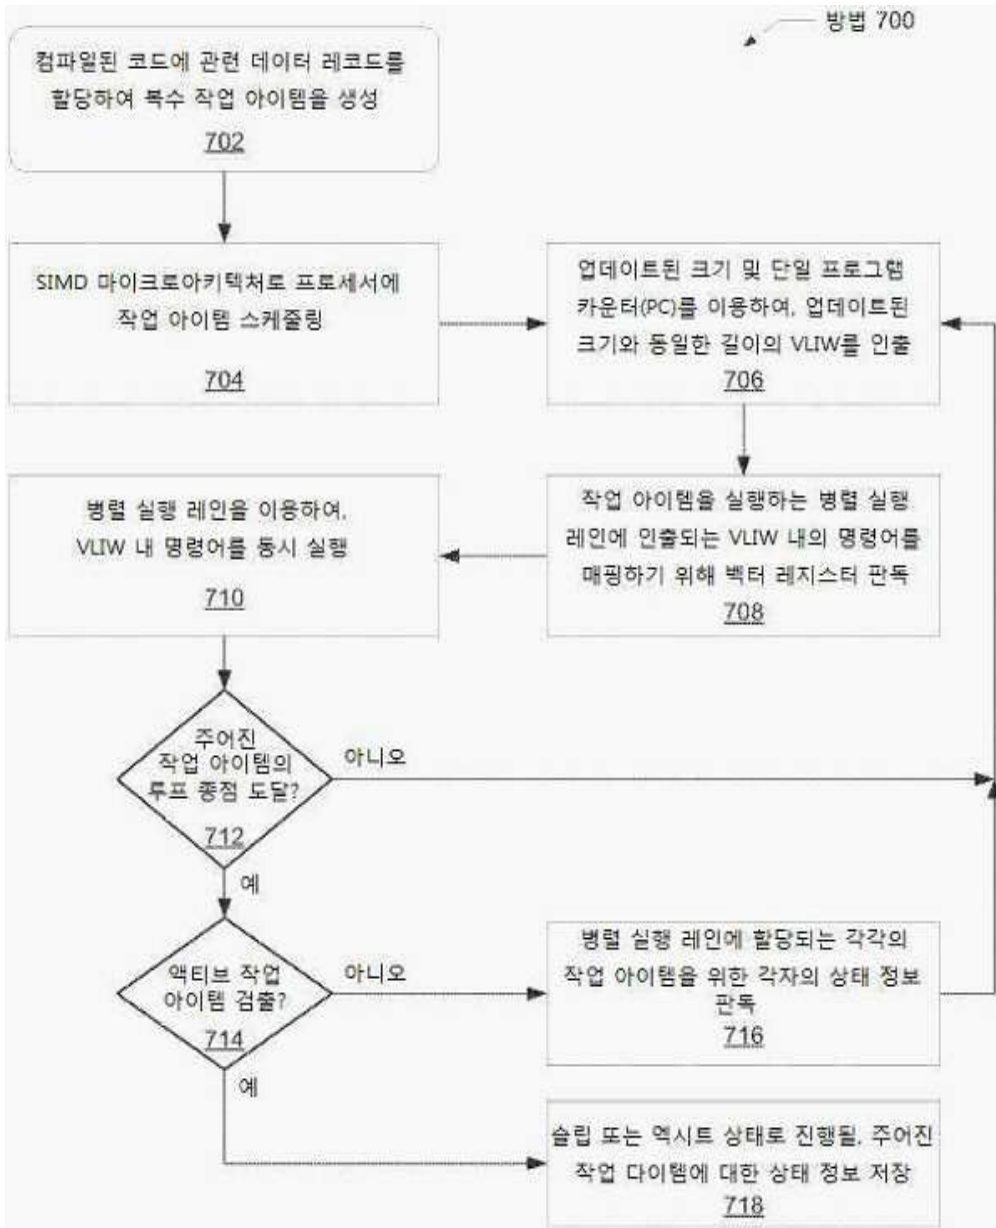 방법 700
컴파일된 코드에 관련 데이터 레코드를
할당하여 복수 작업 아이템을 생성
702
SIMD 마이크로아키텍처로 프로세서에
작업 아이템 스케줄링
704
업데이트된 크기 및 단일 프로그램
카운터(PC)를 이용하여, 업데이트된
크기와 동일한 길이의 VLIW를 인출
706
작업 아이템을 실행하는 병렬 실행
레인에 인출되는 VLIW 내의 명령어를
매핑하기 위해 벡터 레지스터 판독
708
병렬 실행 레인을 이용하여,
VLIW 내 명령어를 동시 실행
710
주어진
작업 아이템의
루프 종점 도달?
712
아니오
예
액티브 작업
아이템 검출?
714
아니오
예
병렬 실행 레인에 할당되는 각각의
작업 아이템을 위한 각자의 상태 정보
판독
716
슬립 또는 엑시트 상태로 진행될, 주어진
작업 다이템에 대한 상태 정보 저장
718